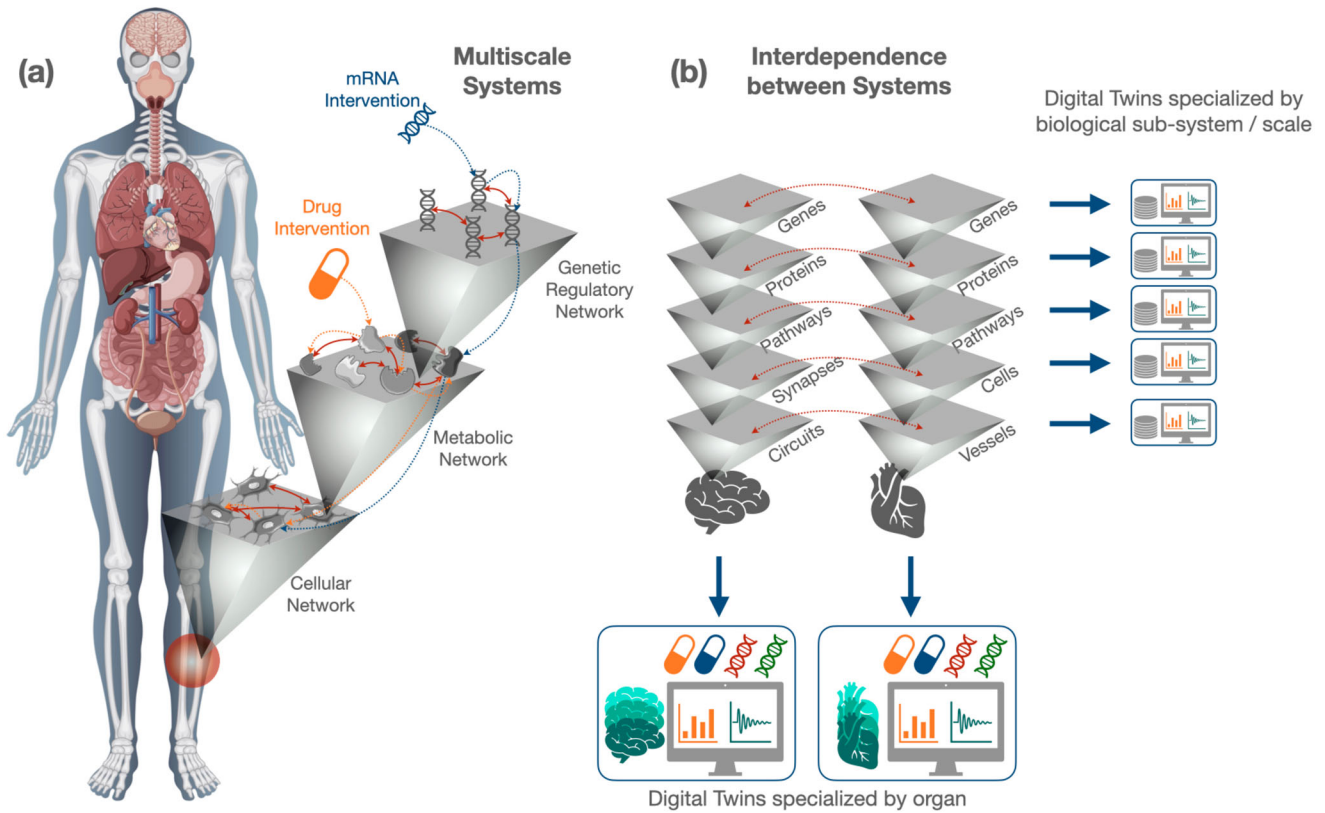 (a)
Multiscale
Systems
mRNA
Intervention
Drug
Intervention
Genetic
Regulatory
Network
Metabolic
Network
Cellular
Network
(b)
Interdependence
between Systems
Digital Twins specialized by
biological sub-system / scale
Genes
Genes
Proteins
Proteins
Pathways
Pathways
Synapses
Cells
Circuits
Vessels
Digital Twins specialized by organ